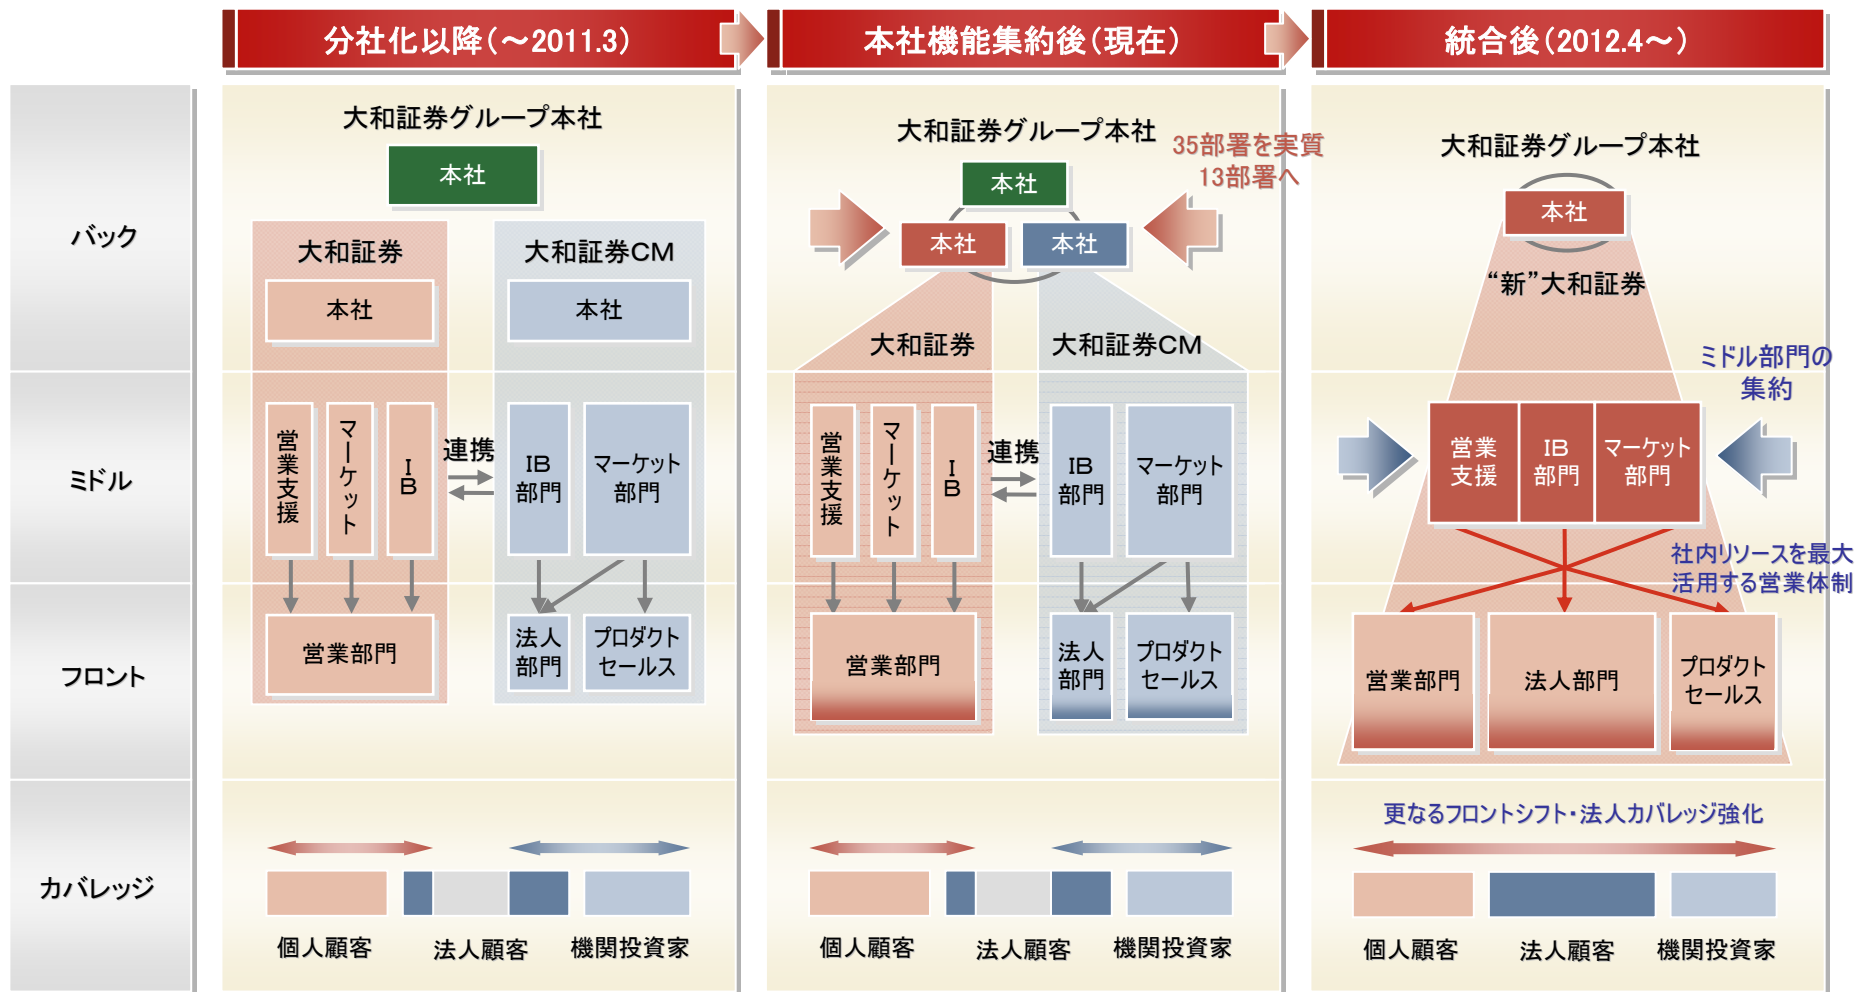 分社化以降(～2011.3)
本社機能集約後(現在)
統合後(2012.4～)
バック
ミドル
フロント
カバレッジ
大和証券グループ本社
本社
大和証券
大和証券CM
本社
本社
営業支援
マーケット
IB
連携
IB
部門
マーケット
部門
営業部門
法人
部門
プロダクト
セールス
個人顧客
法人顧客
機関投資家
大和証券グループ本社
35部署を実質
13部署へ
本社
本社
本社
大和証券
大和証券CM
営業支援
マーケット
IB
連携
IB
部門
マーケット
部門
営業部門
法人
部門
プロダクト
セールス
個人顧客
法人顧客
機関投資家
大和証券グループ本社
本社
“新”大和証券
ミドル部門の
集約
営業
支援
IB
部門
マーケット
部門
社内リソースを最大
活用する営業体制
営業部門
法人部門
プロダクト
セールス
更なるフロントシフト・法人カバレッジ強化
個人顧客
法人顧客
機関投資家